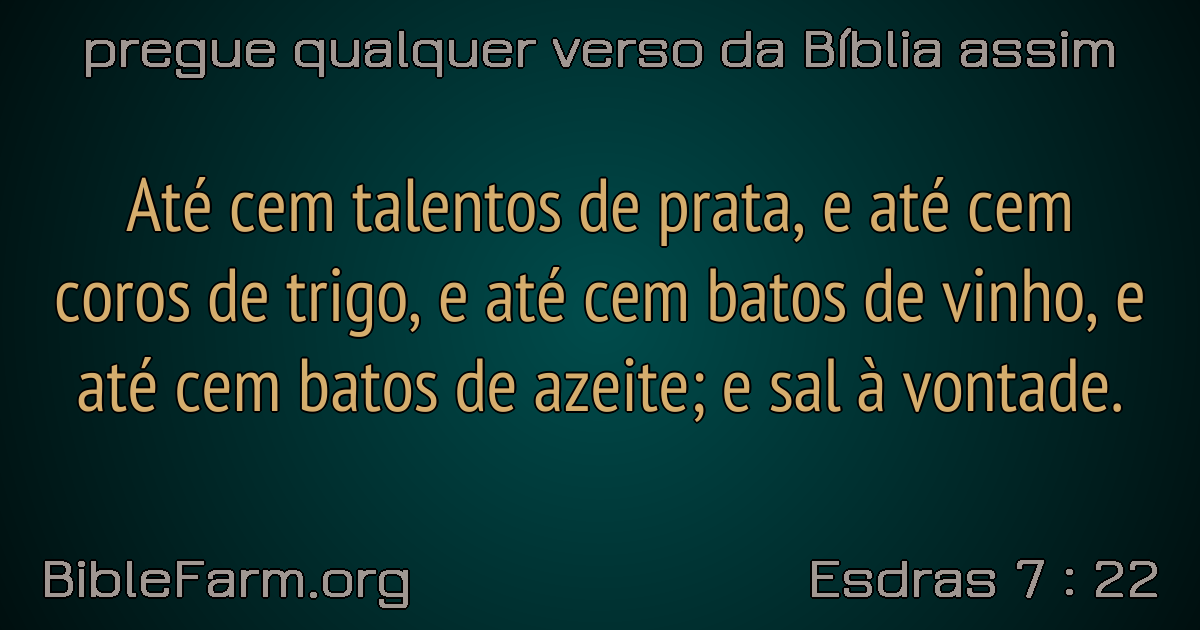 pregue qualquer verso da Bíblia assim
Até cem talentos de prata, e até cem
coros de trigo, e até cem batos de vinho, e
até cem batos de azeite; e sal à vontade.
BibleFarm.org
Esdras 7 : 22